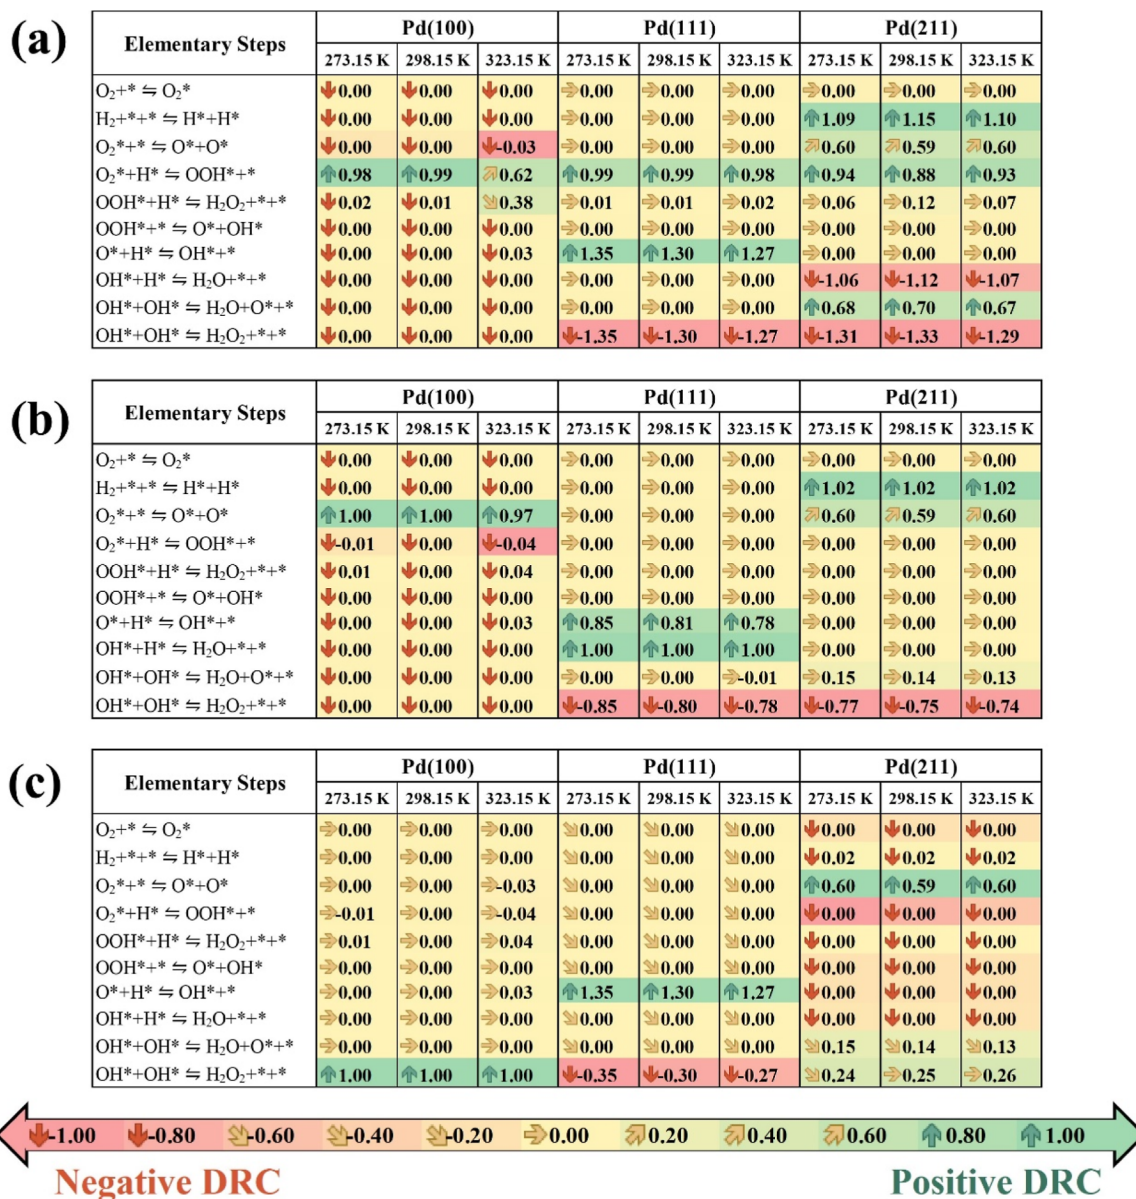 (a)
Elementary Steps Pd(100) Pd(111) Pd(211)
273.15 K 298.15 K 323.15 K 273.15 K 298.15 K 323.15 K 273.15 K 298.15 K 323.15 K
O₂+* ⇋ O₂* 0.00 0.00 0.00 0.00 0.00 0.00 0.00 0.00 0.00
H₂+*+* ⇋ H*+H* 0.00 0.00 0.00 0.00 0.00 0.00 1.09 1.15 1.10
O₂*+* ⇋ O*+O* 0.00 0.00 -0.03 0.00 0.00 0.00 0.60 0.59 0.60
O₂*+H* ⇋ OOH*+* 0.98 0.99 0.62 0.99 0.99 0.98 0.94 0.88 0.93
OOH*+H* ⇋ H₂O₂+*+* 0.02 0.01 0.38 0.01 0.01 0.02 0.06 0.12 0.07
OOH*+* ⇋ O*+OH* 0.00 0.00 0.00 0.00 0.00 0.00 0.00 0.00 0.00
O*+H* ⇋ OH*+* 0.00 0.00 0.03 1.35 1.30 1.27 0.00 0.00 0.00
OH*+H* ⇋ H₂O+*+* 0.00 0.00 0.00 0.00 0.00 0.00 -1.06 -1.12 -1.07
OH*+OH* ⇋ H₂O+O*+* 0.00 0.00 0.00 0.00 0.00 0.00 0.68 0.70 0.67
OH*+OH* ⇋ H₂O₂+*+* 0.00 0.00 0.00 -1.35 -1.30 -1.27 -1.31 -1.33 -1.29
(b)
Elementary Steps Pd(100) Pd(111) Pd(211)
273.15 K 298.15 K 323.15 K 273.15 K 298.15 K 323.15 K 273.15 K 298.15 K 323.15 K
O₂+* ⇋ O₂* 0.00 0.00 0.00 0.00 0.00 0.00 0.00 0.00 0.00
H₂+*+* ⇋ H*+H* 0.00 0.00 0.00 0.00 0.00 0.00 1.02 1.02 1.02
O₂*+* ⇋ O*+O* 1.00 1.00 0.97 0.00 0.00 0.00 0.60 0.59 0.60
O₂*+H* ⇋ OOH*+* -0.01 0.00 -0.04 0.00 0.00 0.00 0.00 0.00 0.00
OOH*+H* ⇋ H₂O₂+*+* 0.01 0.00 0.04 0.00 0.00 0.00 0.00 0.00 0.00
OOH*+* ⇋ O*+OH* 0.00 0.00 0.00 0.00 0.00 0.00 0.00 0.00 0.00
O*+H* ⇋ OH*+* 0.00 0.00 0.03 0.85 0.81 0.78 0.00 0.00 0.00
OH*+H* ⇋ H₂O+*+* 0.00 0.00 0.00 1.00 1.00 1.00 0.00 0.00 0.00
OH*+OH* ⇋ H₂O+O*+* 0.00 0.00 0.00 0.00 0.00 -0.01 0.15 0.14 0.13
OH*+OH* ⇋ H₂O₂+*+* 0.00 0.00 0.00 -0.85 -0.80 -0.78 -0.77 -0.75 -0.74
(c)
Elementary Steps Pd(100) Pd(111) Pd(211)
273.15 K 298.15 K 323.15 K 273.15 K 298.15 K 323.15 K 273.15 K 298.15 K 323.15 K
O₂+* ⇋ O₂* 0.00 0.00 0.00 0.00 0.00 0.00 0.00 0.00 0.00
H₂+*+* ⇋ H*+H* 0.00 0.00 0.00 0.00 0.00 0.00 0.02 0.02 0.02
O₂*+* ⇋ O*+O* 0.00 0.00 -0.03 0.00 0.00 0.00 0.60 0.59 0.60
O₂*+H* ⇋ OOH*+* -0.01 0.00 -0.04 0.00 0.00 0.00 0.00 0.00 0.00
OOH*+H* ⇋ H₂O₂+*+* 0.01 0.00 0.04 0.00 0.00 0.00 0.00 0.00 0.00
OOH*+* ⇋ O*+OH* 0.00 0.00 0.00 0.00 0.00 0.00 0.00 0.00 0.00
O*+H* ⇋ OH*+* 0.00 0.00 0.03 1.35 1.30 1.27 0.00 0.00 0.00
OH*+H* ⇋ H₂O+*+* 0.00 0.00 0.00 0.00 0.00 0.00 0.00 0.00 0.00
OH*+OH* ⇋ H₂O+O*+* 0.00 0.00 0.00 0.00 0.00 0.00 0.15 0.14 0.13
OH*+OH* ⇋ H₂O₂+*+* 1.00 1.00 1.00 -0.35 -0.30 -0.27 0.24 0.25 0.26
-1.00 -0.80 -0.60 -0.40 -0.20 0.00 0.20 0.40 0.60 0.80 1.00
Negative DRC Positive DRC